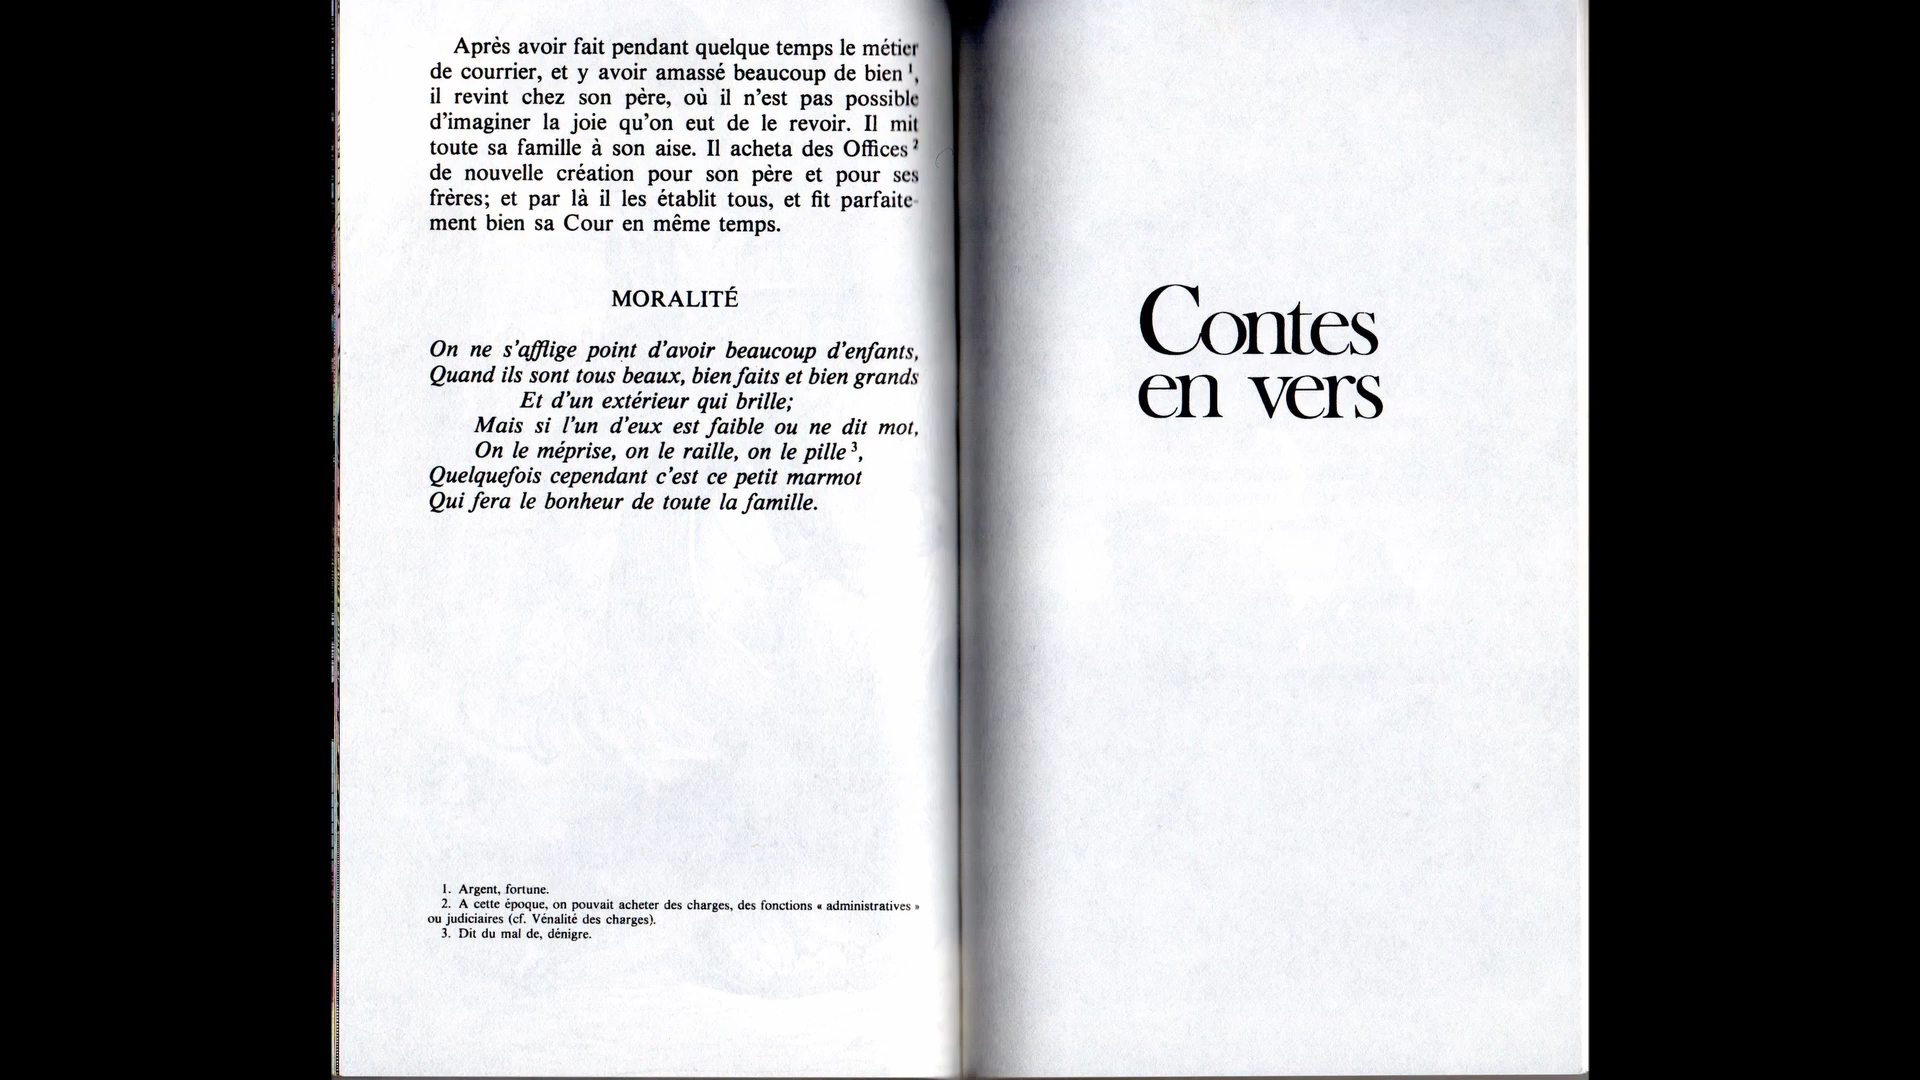 Après avoir fait pendant quelque temps le métier
de courrier, et y avoir amassé beaucoup de bien ¹,
il revint chez son père, où il n'est pas possible
d'imaginer la joie qu'on eut de le revoir. Il mit
toute sa famille à son aise. Il acheta des Offices ²
de nouvelle création pour son père et pour ses
frères; et par là il les établit tous, et fit parfaite-
ment bien sa Cour en même temps.
MORALITÉ
On ne s'afflige point d'avoir beaucoup d'enfants,
Quand ils sont tous beaux, bien faits et bien grands
Et d'un extérieur qui brille;
Mais si l'un d'eux est faible ou ne dit mot,
On le méprise, on le raille, on le pille ³,
Quelquefois cependant c'est ce petit marmot
Qui fera le bonheur de toute la famille.
1. Argent, fortune.
2. A cette époque, on pouvait acheter des charges, des fonctions « administratives »
ou judiciaires (cf. Vénalité des charges).
3. Dit du mal de, dénigre.
Contes
en vers